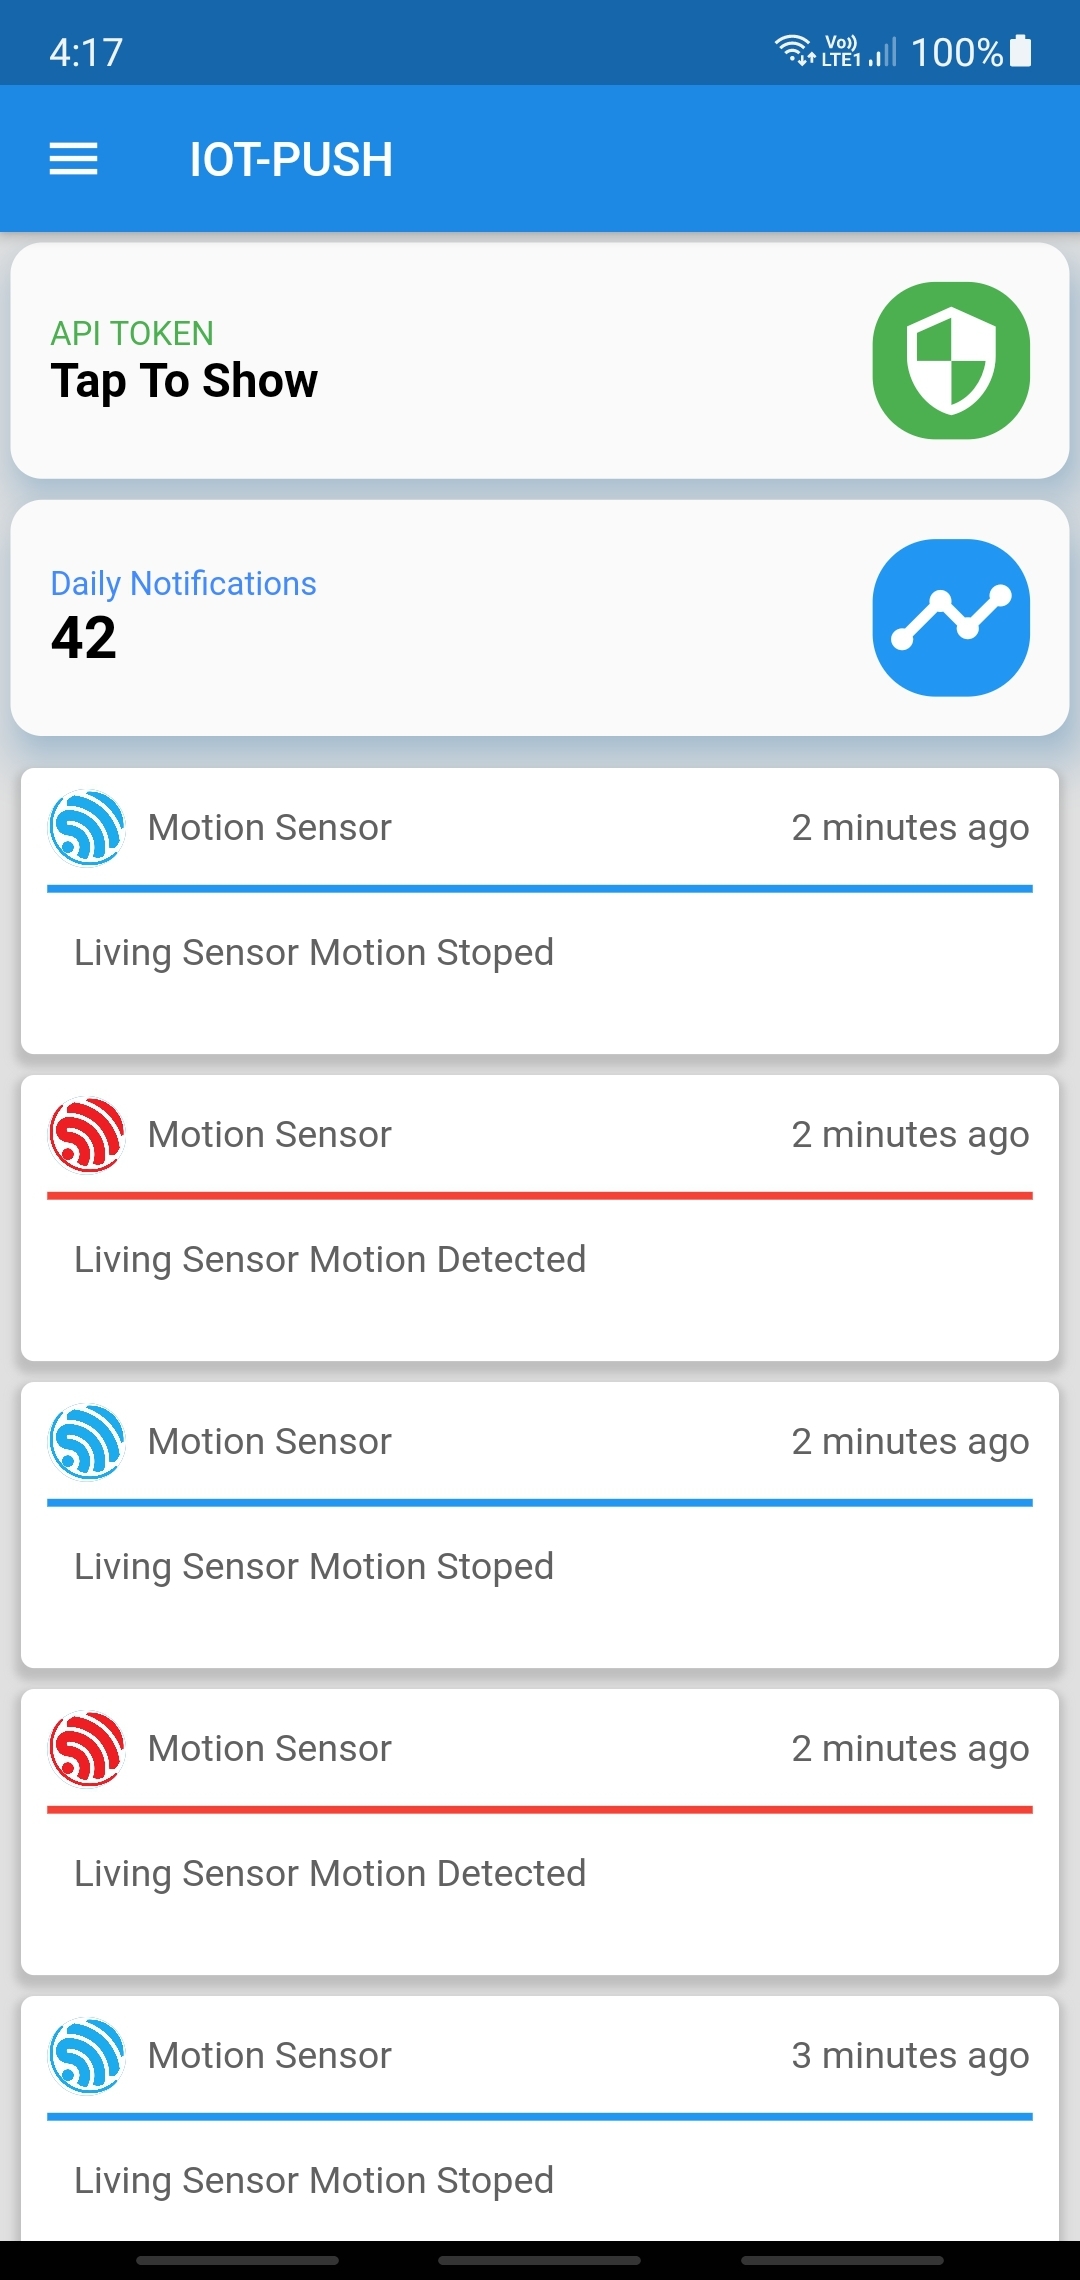 4:17
Vo)) LTE1 100%
IOT-PUSH
API TOKEN
Tap To Show
Daily Notifications
42
Motion Sensor 2 minutes ago
Living Sensor Motion Stoped
Motion Sensor 2 minutes ago
Living Sensor Motion Detected
Motion Sensor 2 minutes ago
Living Sensor Motion Stoped
Motion Sensor 2 minutes ago
Living Sensor Motion Detected
Motion Sensor 3 minutes ago
Living Sensor Motion Stoped